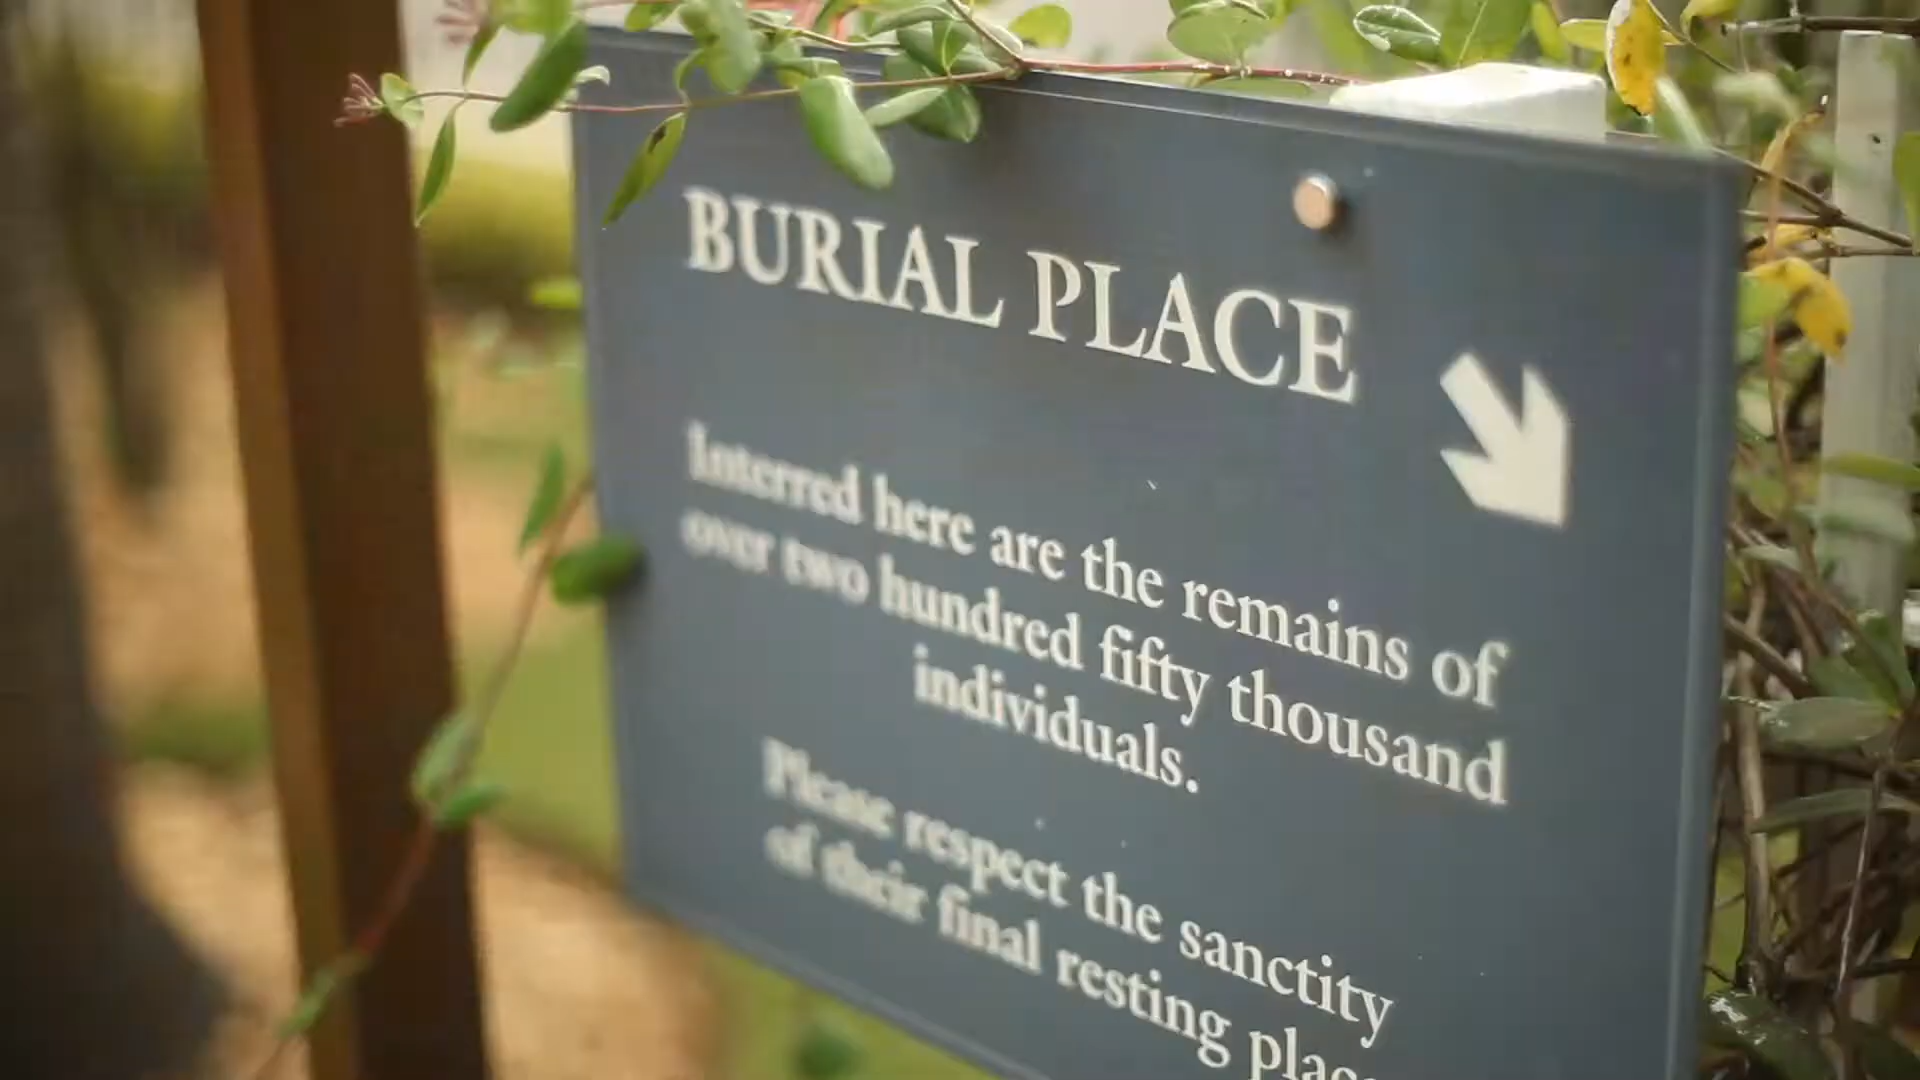 BURIAL PLACE
Interred here are the remains of
over two hundred fifty thousand
individuals.
Please respect the sanctity
of their final resting plac